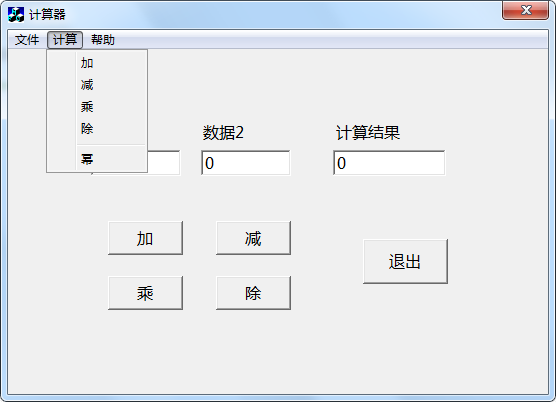 计算器
文件 计算 帮助
加
减
乘
除
幂
数据2 计算结果
0 0
加 减
退出
乘 除